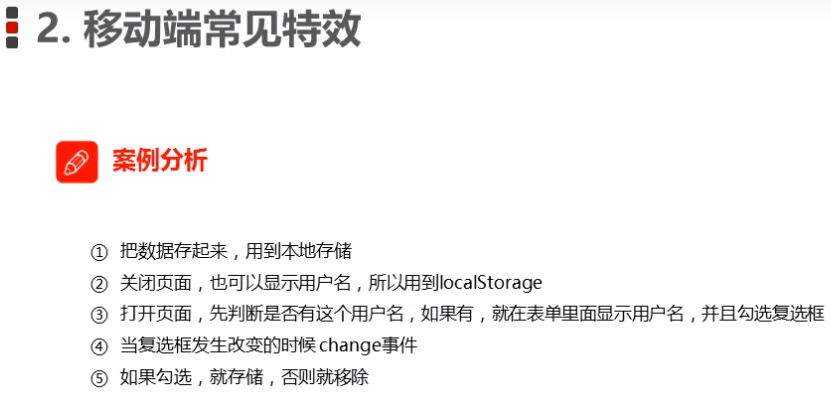 2. 移动端常见特效
案例分析
① 把数据存起来，用到本地存储
② 关闭页面，也可以显示用户名，所以用到localStorage
③ 打开页面，先判断是否有这个用户名，如果有，就在表单里面显示用户名，并且勾选复选框
④ 当复选框发生改变的时候 change事件
⑤ 如果勾选，就存储，否则就移除